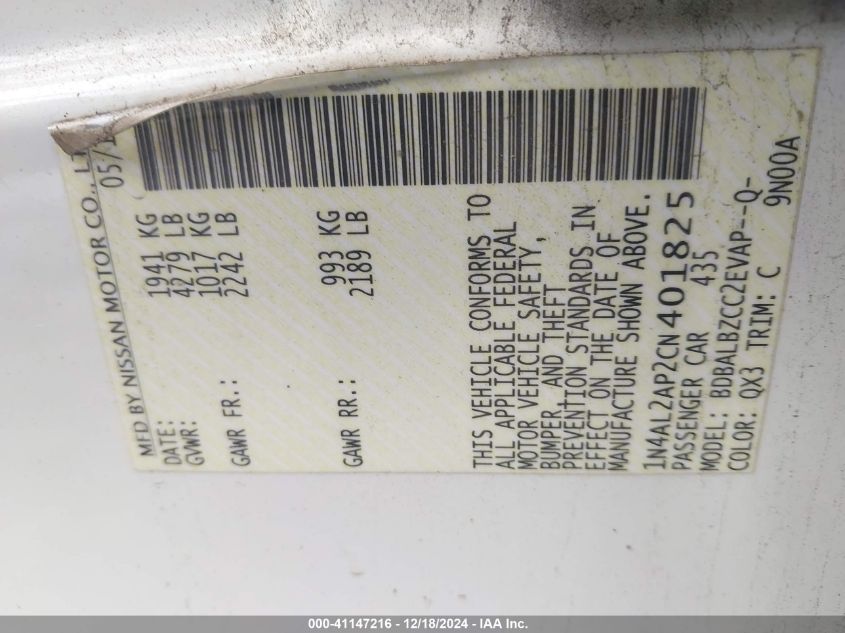 MFD BY NISSAN MOTOR CO., LT
DATE: 05/1
GVWR: 1941 KG
4279 LB
GAWR FR.: 1017 KG
2242 LB
GAWR RR.: 993 KG
2189 LB
THIS VEHICLE CONFORMS TO
ALL APPLICABLE FEDERAL
MOTOR VEHICLE SAFETY,
BUMPER, AND THEFT
PREVENTION STANDARDS IN
EFFECT ON THE DATE OF
MANUFACTURE SHOWN ABOVE.
1N4AL2AP2CN401825
PASSENGER CAR 435
MODEL: BDBALBZCC2EVAP--Q-
COLOR: QX3 TRIM: C 9N00A
000-41147216 - 12/18/2024 - IAA Inc.